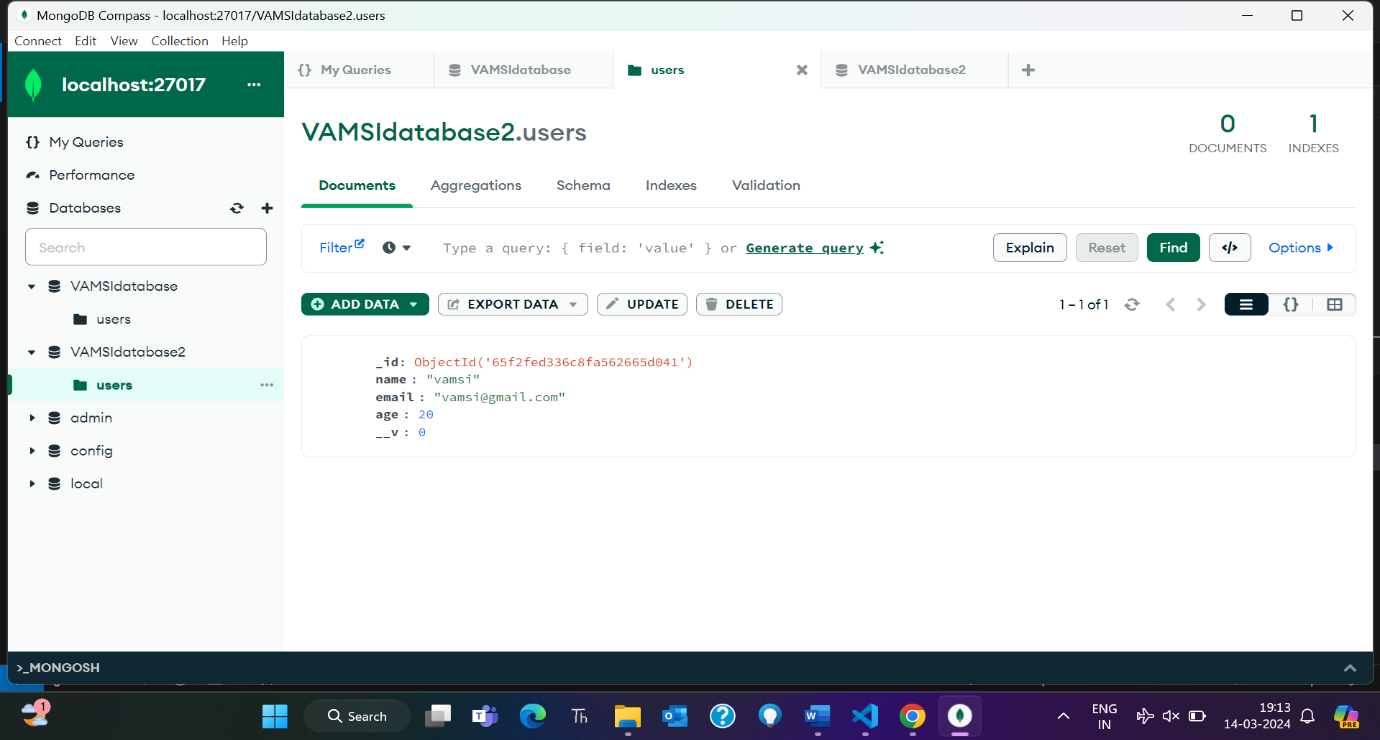 MongoDB Compass - localhost:27017/VAMSIdatabase2.users
Connect Edit View Collection Help
localhost:27017 ...
{} My Queries
VAMSIdatabase
users
VAMSIdatabase2
My Queries
Performance
Databases
Search
VAMSIdatabase
users
VAMSIdatabase2
users
admin
config
local
VAMSIdatabase2.users
0 DOCUMENTS
1 INDEXES
Documents Aggregations Schema Indexes Validation
Filter Type a query: { field: 'value' } or Generate query Explain Reset Find </> Options
ADD DATA EXPORT DATA UPDATE DELETE 1 – 1 of 1 {}
_id: ObjectId('65f2fed336c8fa562665d041')
name : "vamsi"
email : "vamsi@gmail.com"
age : 20
__v : 0
>_MONGOSH
1
Search
ENG
IN
19:13
14-03-2024
PRE